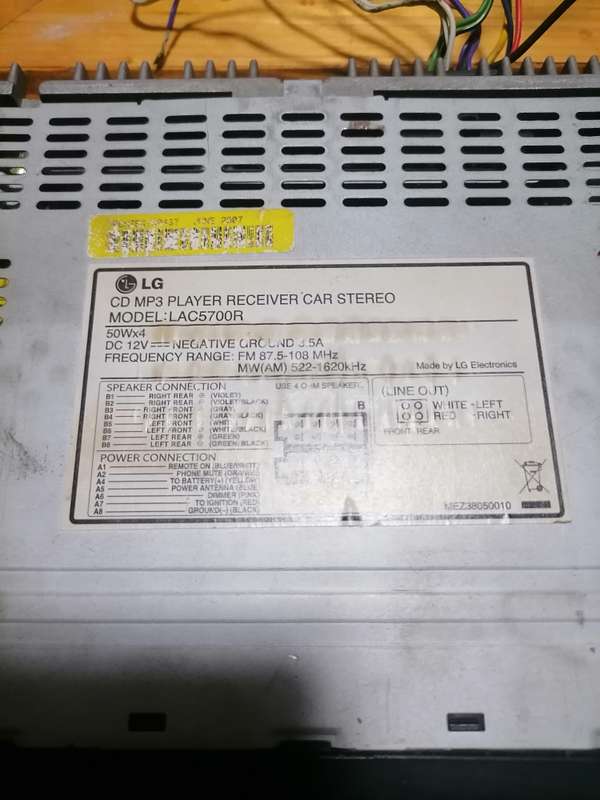 JUNE 2007
LG
CD MP3 PLAYER RECEIVER CAR STEREO
MODEL:LAC5700R
50Wx4
DC 12V NEGATIVE GROUND 3.5A
FREQUENCY RANGE: FM 87.5-108 MHz
MW(AM) 522-1620kHz
Made by LG Electronics
SPEAKER CONNECTION
USE 4 OHM SPEAKER
B1 RIGHT REAR ⊕ (VIOLET)
B2 RIGHT REAR ⊖ (VIOLET/BLACK)
B3 RIGHT FRONT (GRAY)
B4 RIGHT FRONT (GRAY/BLACK)
B5 LEFT FRONT (WHITE)
B6 LEFT FRONT (WHITE/BLACK)
B7 LEFT REAR ⊕ (GREEN)
B8 LEFT REAR ⊖ (GREEN/BLACK)
B
(LINE OUT)
WHITE -LEFT
RED -RIGHT
FRONT REAR
POWER CONNECTION
A1 REMOTE ON (BLUE/WHITE)
A2 PHONE MUTE (ORANGE)
A4 TO BATTERY(+) (YELLOW)
A5 POWER ANTENNA (BLUE)
A6 DIMMER (PINK)
A7 TO IGNITION (RED)
A8 GROUND(-) (BLACK)
MEZ38050010